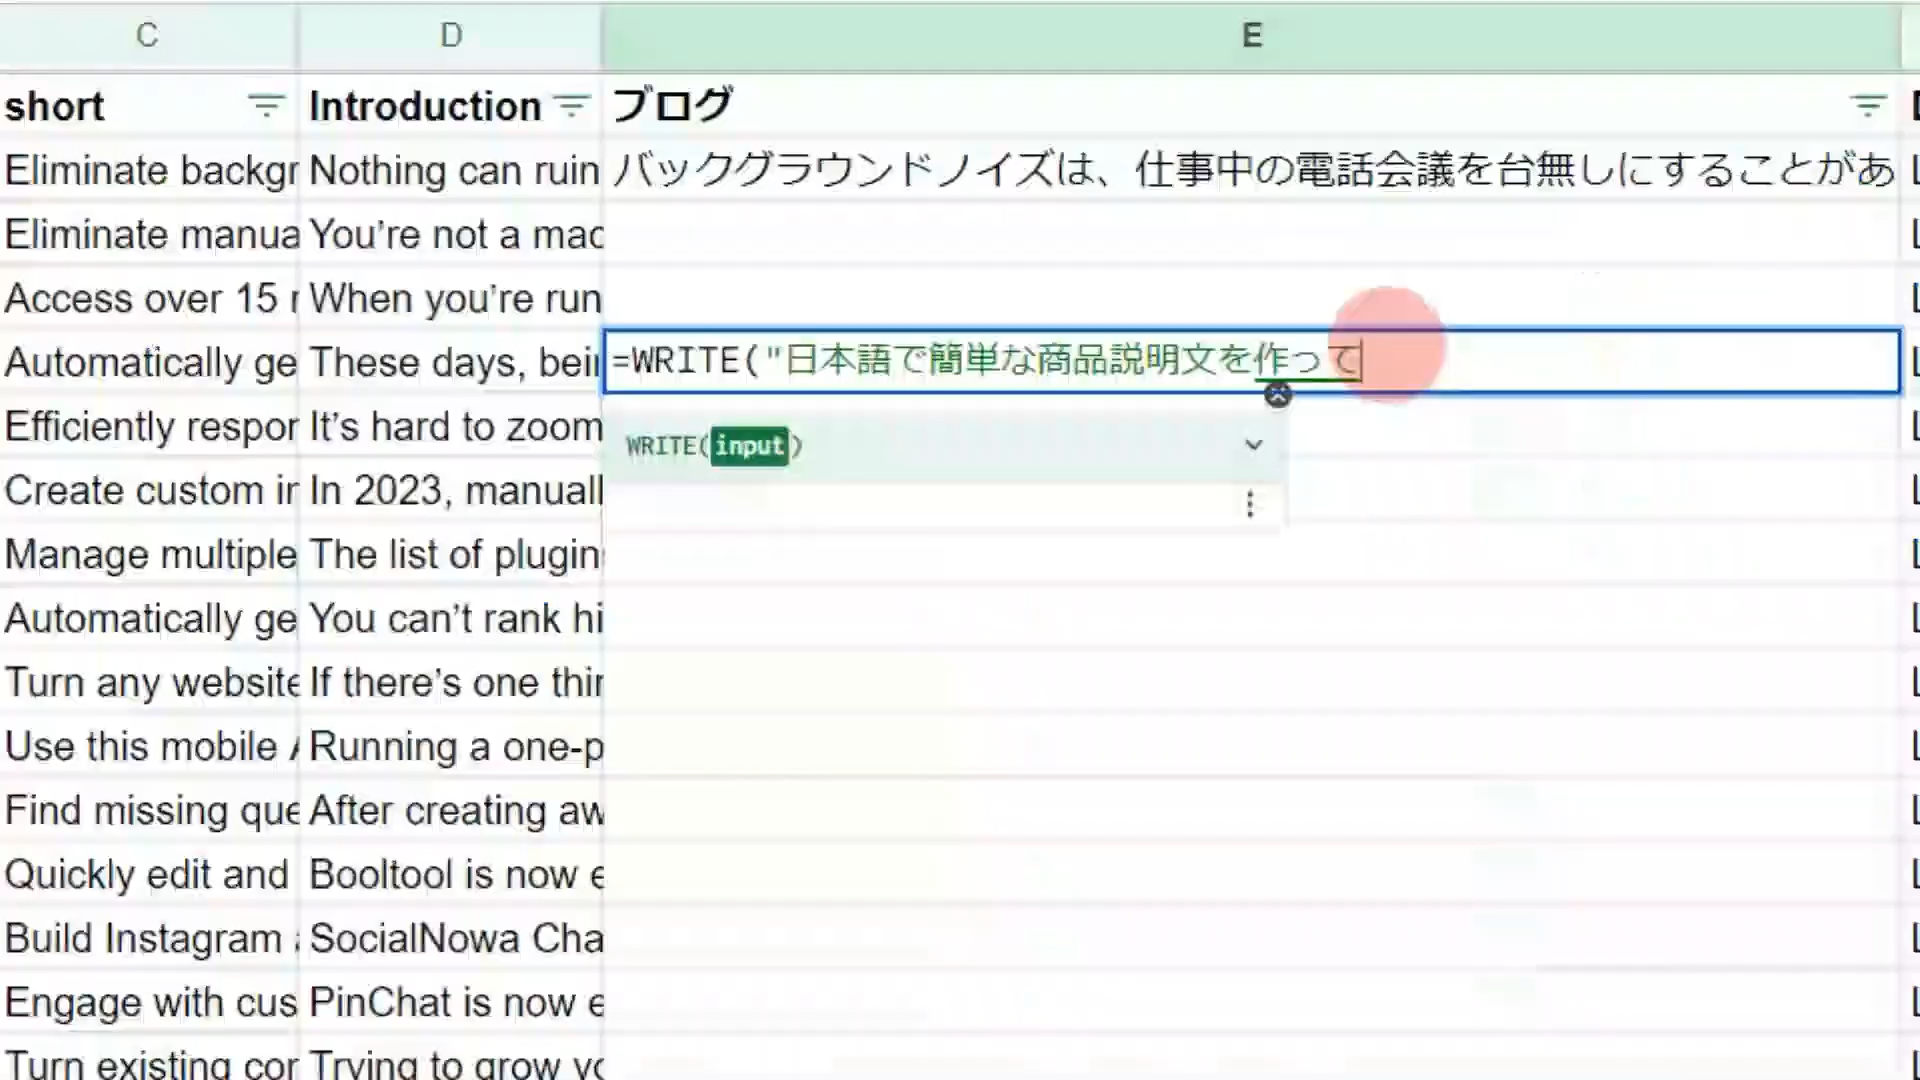 C D E
short Introduction ブログ
Eliminate backgr Nothing can ruin バックグラウンドノイズは、仕事中の電話会議を台無しにすることがあ
Eliminate manua You're not a mac
Access over 15 When you're run
Automatically ge These days, bei =WRITE("日本語で簡単な商品説明文を作って
Efficiently respor It's hard to zoom
WRITE(input)
Create custom ir In 2023, manuall
Manage multiple The list of plugin
Automatically ge You can't rank hi
Turn any website If there's one thir
Use this mobile Running a one-p
Find missing que After creating aw
Quickly edit and Booltool is now e
Build Instagram SocialNowa Cha
Engage with cus PinChat is now e
Turn existing cor Trying to grow yo